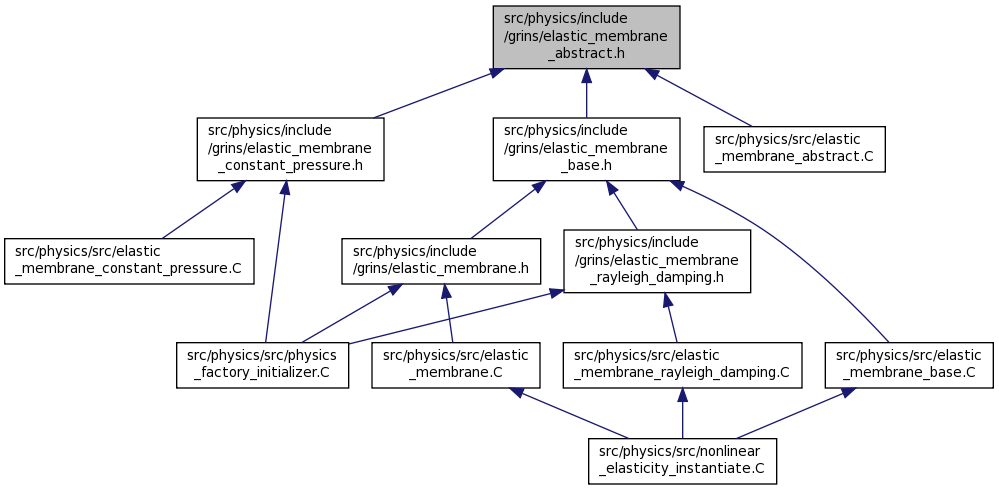 src/physics/include
/grins/elastic_membrane
_abstract.h
src/physics/include
/grins/elastic_membrane
_constant_pressure.h
src/physics/include
/grins/elastic_membrane
_base.h
src/physics/src/elastic
_membrane_abstract.C
src/physics/src/elastic
_membrane_constant_pressure.C
src/physics/include
/grins/elastic_membrane.h
src/physics/include
/grins/elastic_membrane
_rayleigh_damping.h
src/physics/src/physics
_factory_initializer.C
src/physics/src/elastic
_membrane.C
src/physics/src/elastic
_membrane_rayleigh_damping.C
src/physics/src/elastic
_membrane_base.C
src/physics/src/nonlinear
_elasticity_instantiate.C